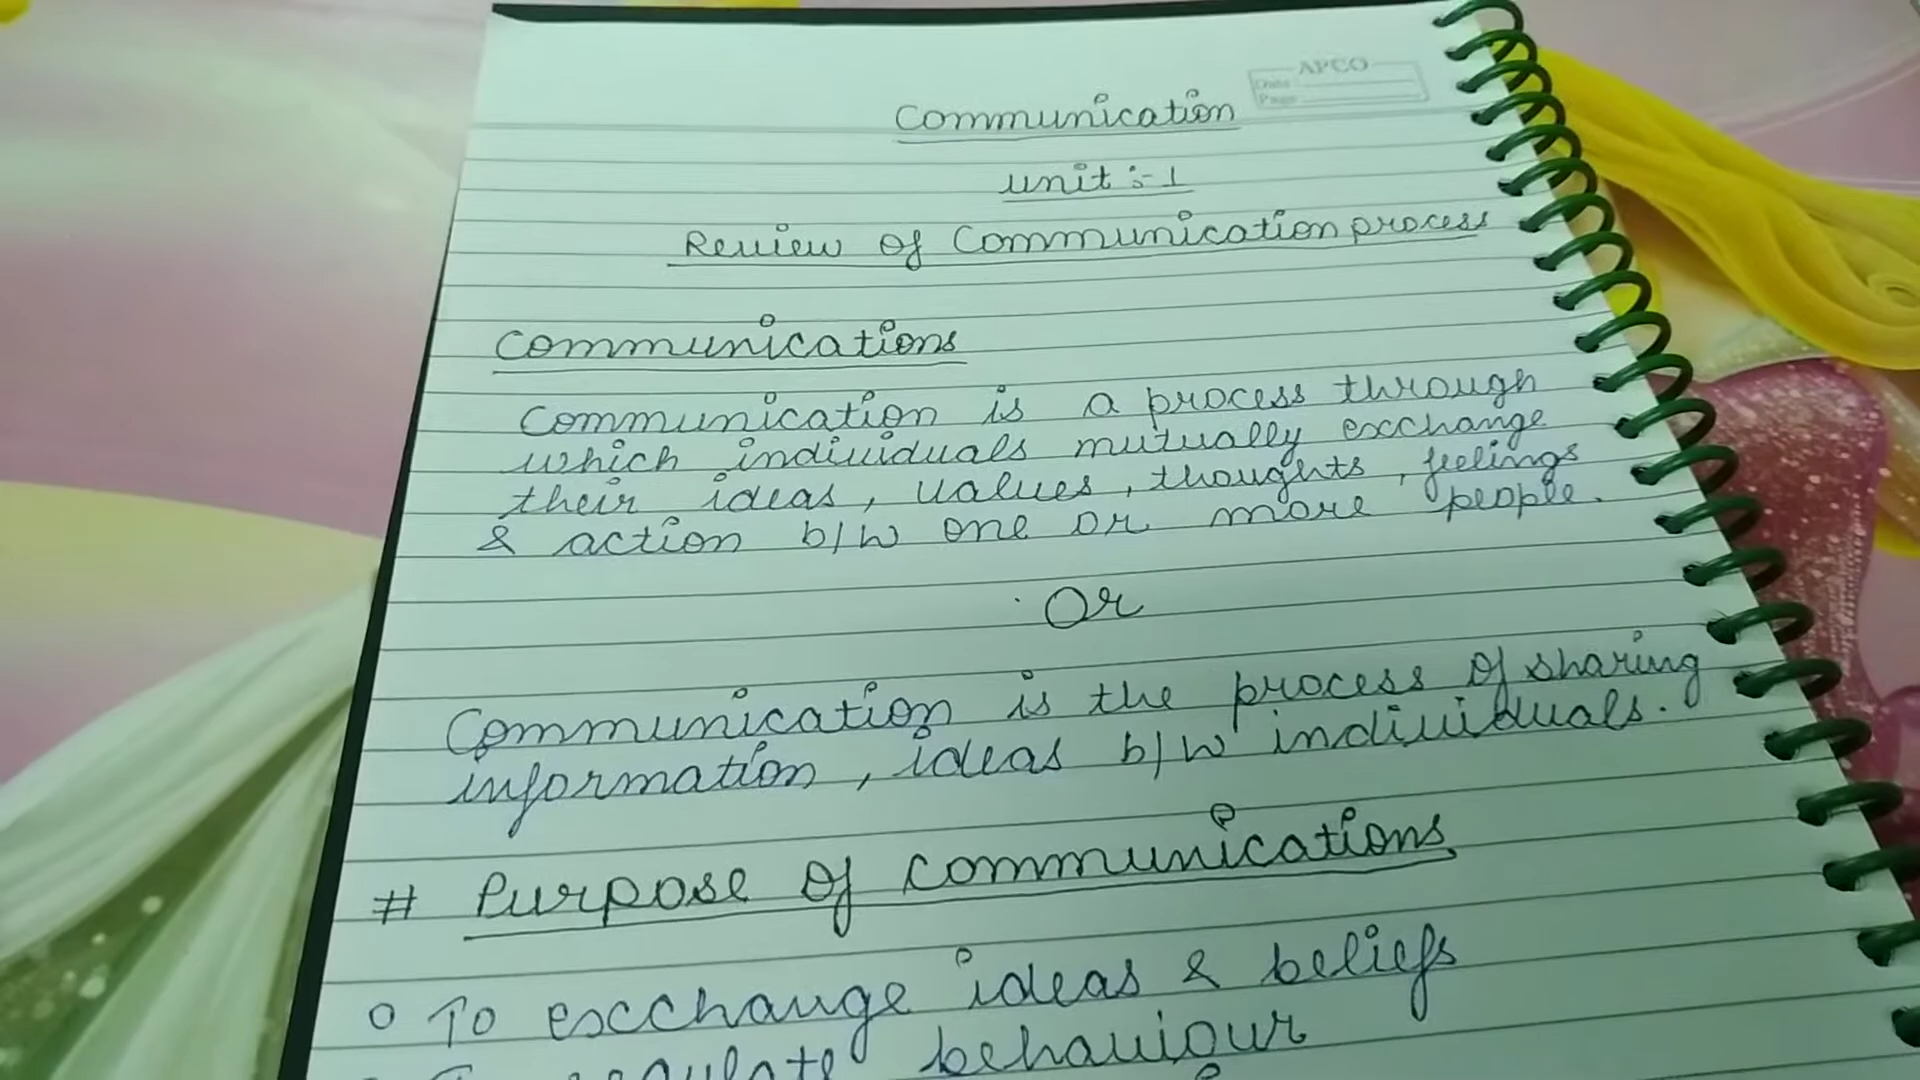 APCO
Date
Page
Communication
unit :- 1
Review of Communication process
Communications
Communication is a process through
which individuals mutually exchange
their ideas, values, thoughts, feelings
& action b/w one or more people.
Or
Communication is the process of sharing
information, ideas b/w individuals.
# Purpose of communications
o To exchange ideas & beliefs
To regulate behaviour